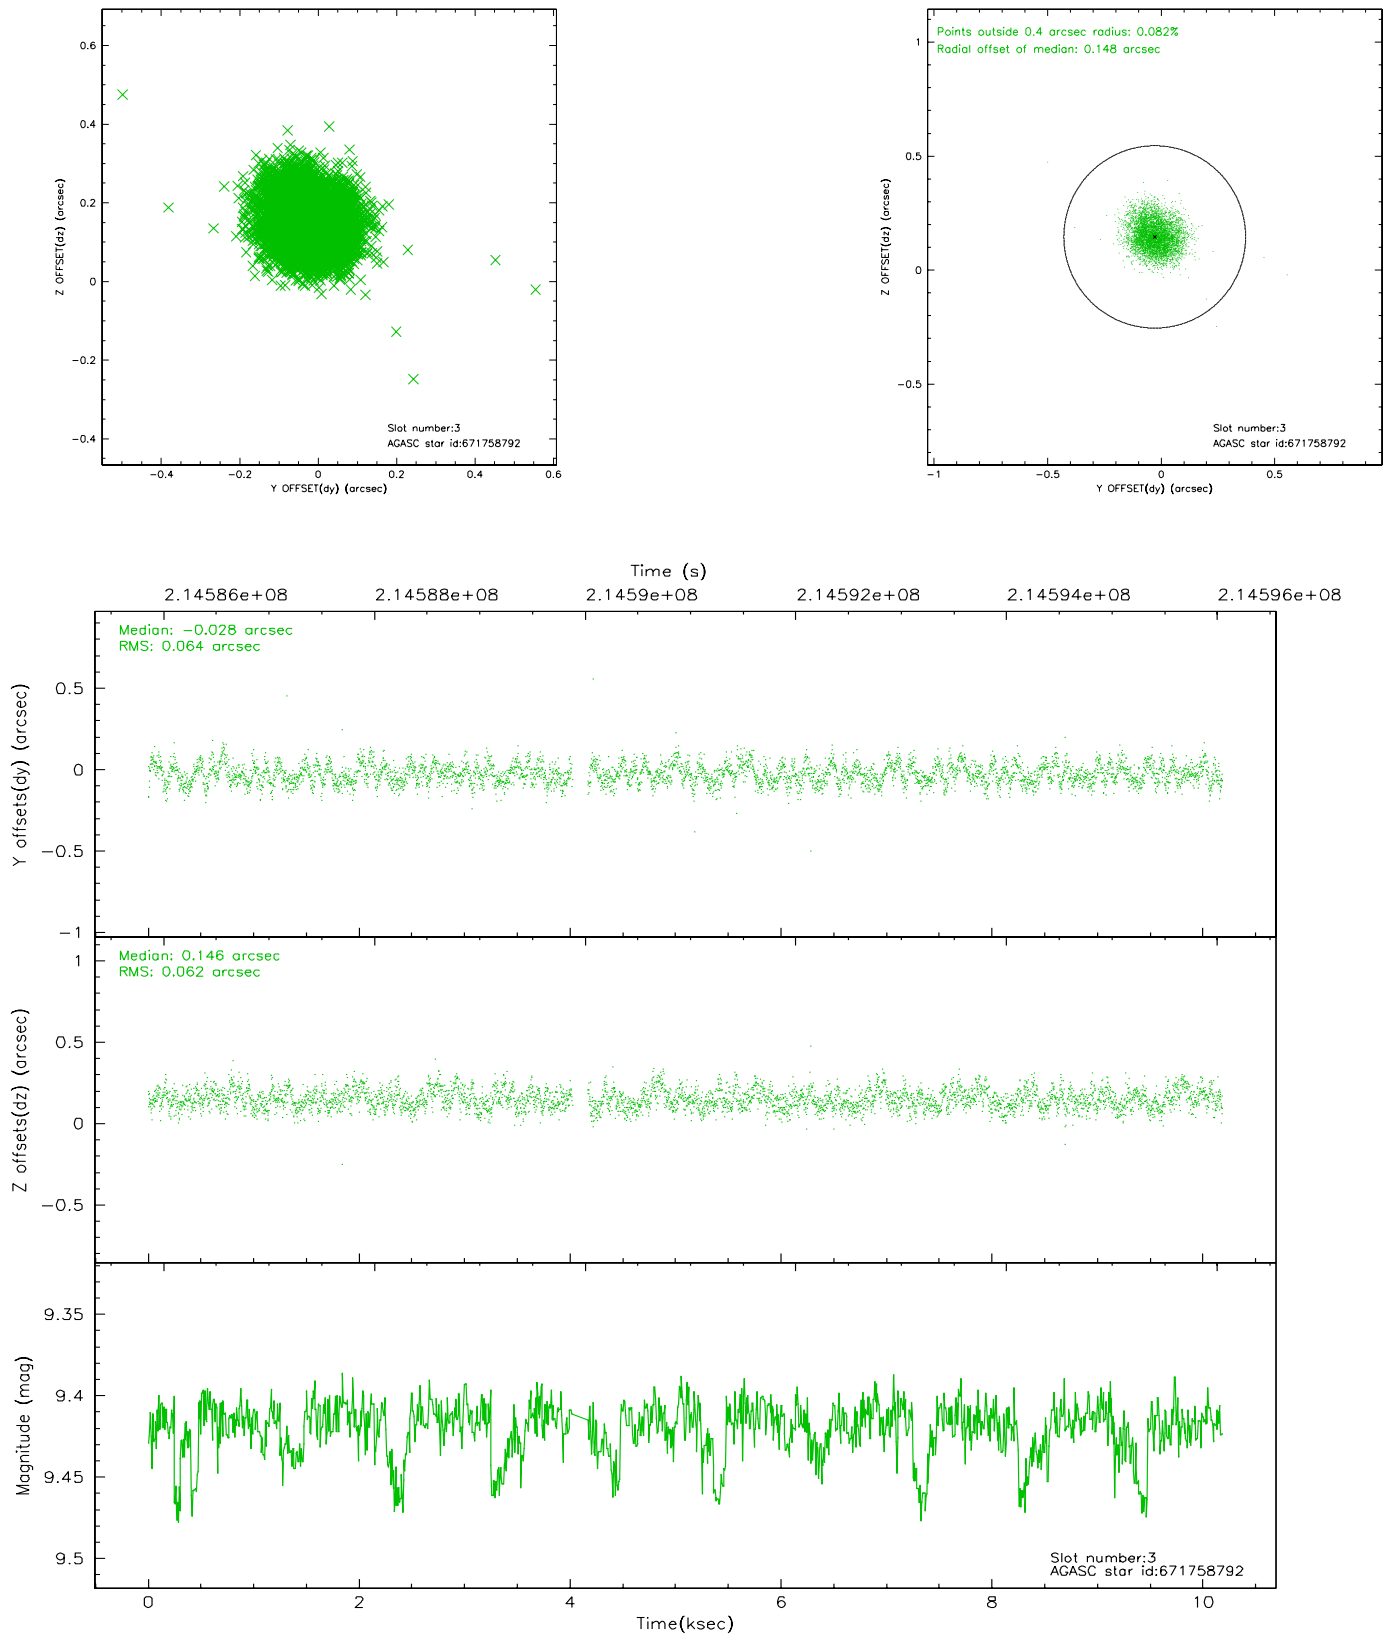 0.6
0.4
0.2
0
−0.2
−0.4
Z OFFSET(dz) (arcsec)
Slot number:3
AGASC star id:671758792
−0.4
−0.2
0
0.2
0.4
0.6
Y OFFSET(dy) (arcsec)
Points outside 0.4 arcsec radius: 0.082%
Radial offset of median: 0.148 arcsec
1
0.5
0
−0.5
Z OFFSET(dz) (arcsec)
Slot number:3
AGASC star id:671758792
−1
−0.5
0
0.5
Y OFFSET(dy) (arcsec)
Time (s)
2.14586e+08
2.14588e+08
2.1459e+08
2.14592e+08
2.14594e+08
2.14596e+08
Median: −0.028 arcsec
RMS: 0.064 arcsec
0.5
0
−0.5
−1
Y offsets(dy) (arcsec)
Median: 0.146 arcsec
RMS: 0.062 arcsec
1
0.5
0
−0.5
Z offsets(dz) (arcsec)
9.35
9.4
9.45
9.5
Magnitude (mag)
Slot number:3
AGASC star id:671758792
0
2
4
6
8
10
Time(ksec)